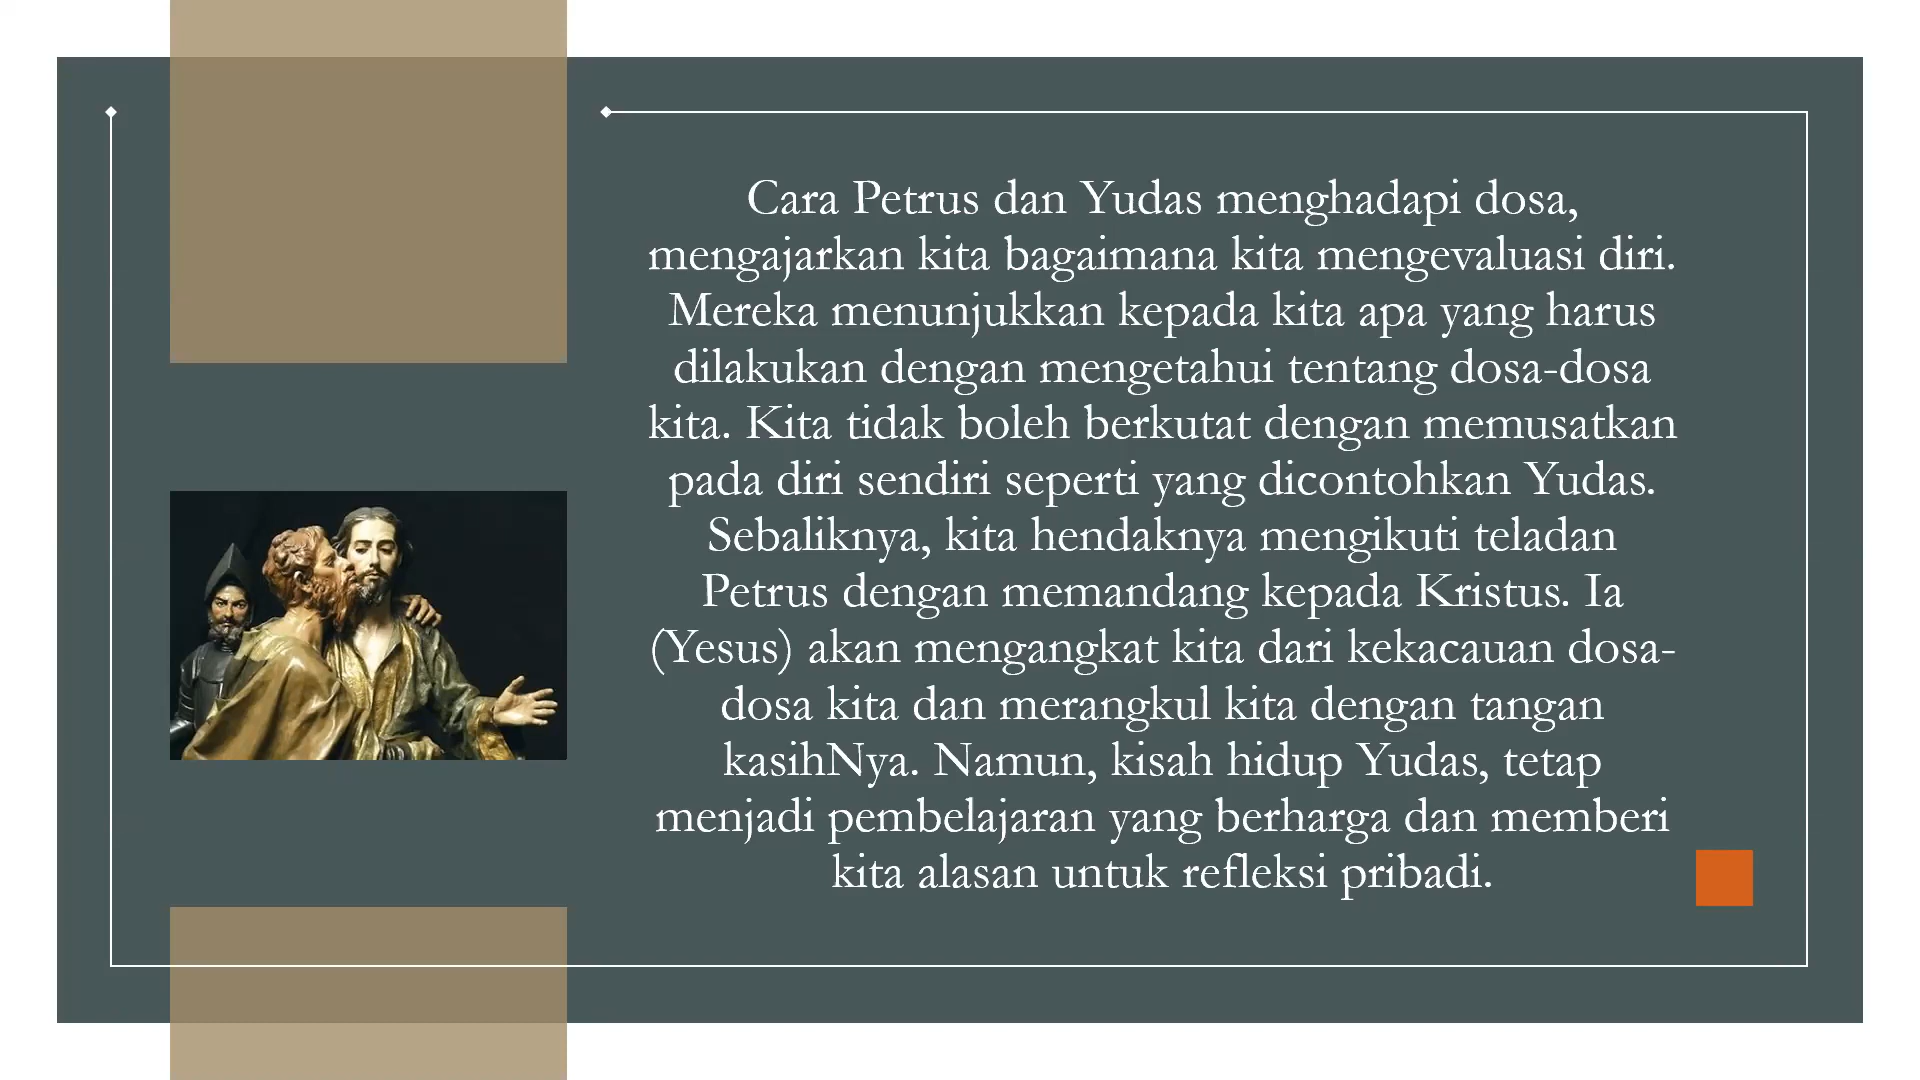 Cara Petrus dan Yudas menghadapi dosa,
mengajarkan kita bagaimana kita mengevaluasi diri.
Mereka menunjukkan kepada kita apa yang harus
dilakukan dengan mengetahui tentang dosa-dosa
kita. Kita tidak boleh berkutat dengan memusatkan
pada diri sendiri seperti yang dicontohkan Yudas.
Sebaliknya, kita hendaknya mengikuti teladan
Petrus dengan memandang kepada Kristus. Ia
(Yesus) akan mengangkat kita dari kekacauan dosa-
dosa kita dan merangkul kita dengan tangan
kasihNya. Namun, kisah hidup Yudas, tetap
menjadi pembelajaran yang berharga dan memberi
kita alasan untuk refleksi pribadi.